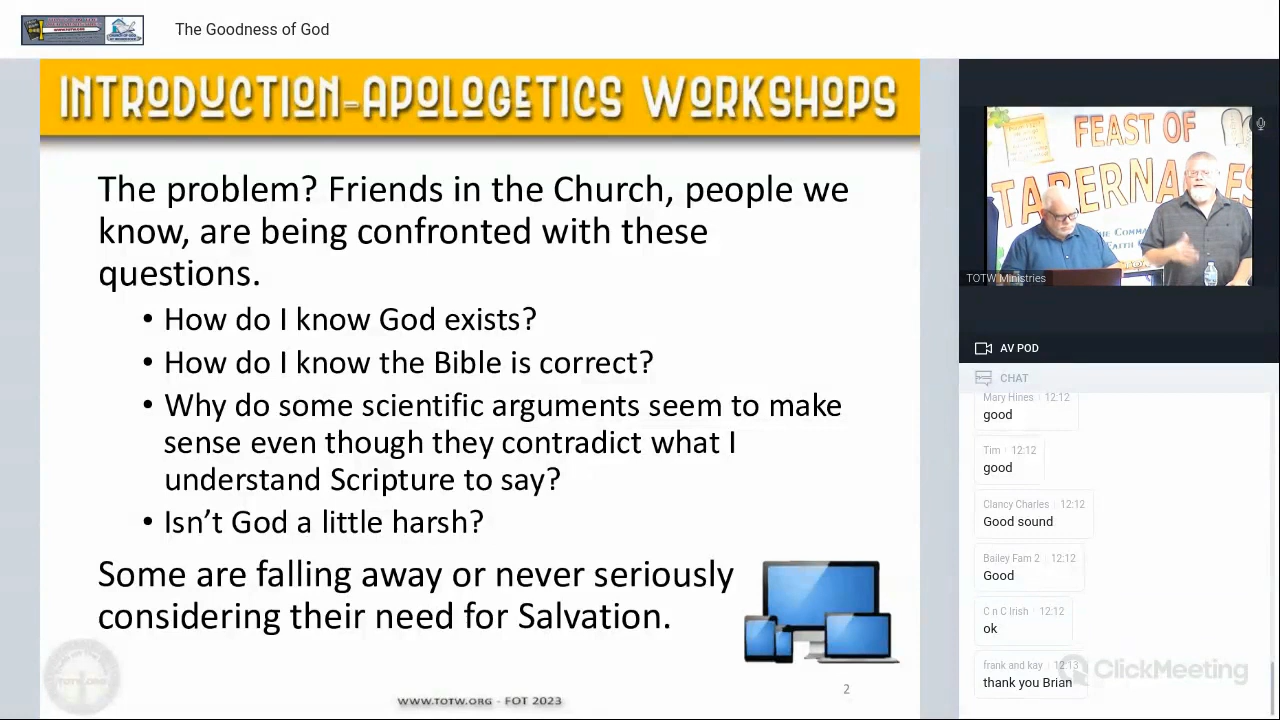 The Goodness of God
INTRODUCTION-APOLOGETICS WORKSHOPS
The problem? Friends in the Church, people we
know, are being confronted with these
questions.
• How do I know God exists?
• How do I know the Bible is correct?
• Why do some scientific arguments seem to make
sense even though they contradict what I
understand Scripture to say?
• Isn’t God a little harsh?
Some are falling away or never seriously
considering their need for Salvation.
WWW.TOTW.ORG - FOT 2023
2
FEAST OF
TABERNACLES
TOTW Ministries
AV POD
CHAT
Mary Hines 12:12
good
Tim 12:12
good
Clancy Charles 12:12
Good sound
Bailey Fam 2 12:12
Good
C n C Irish 12:12
ok
frank and kay 12:13
thank you Brian
ClickMeeting